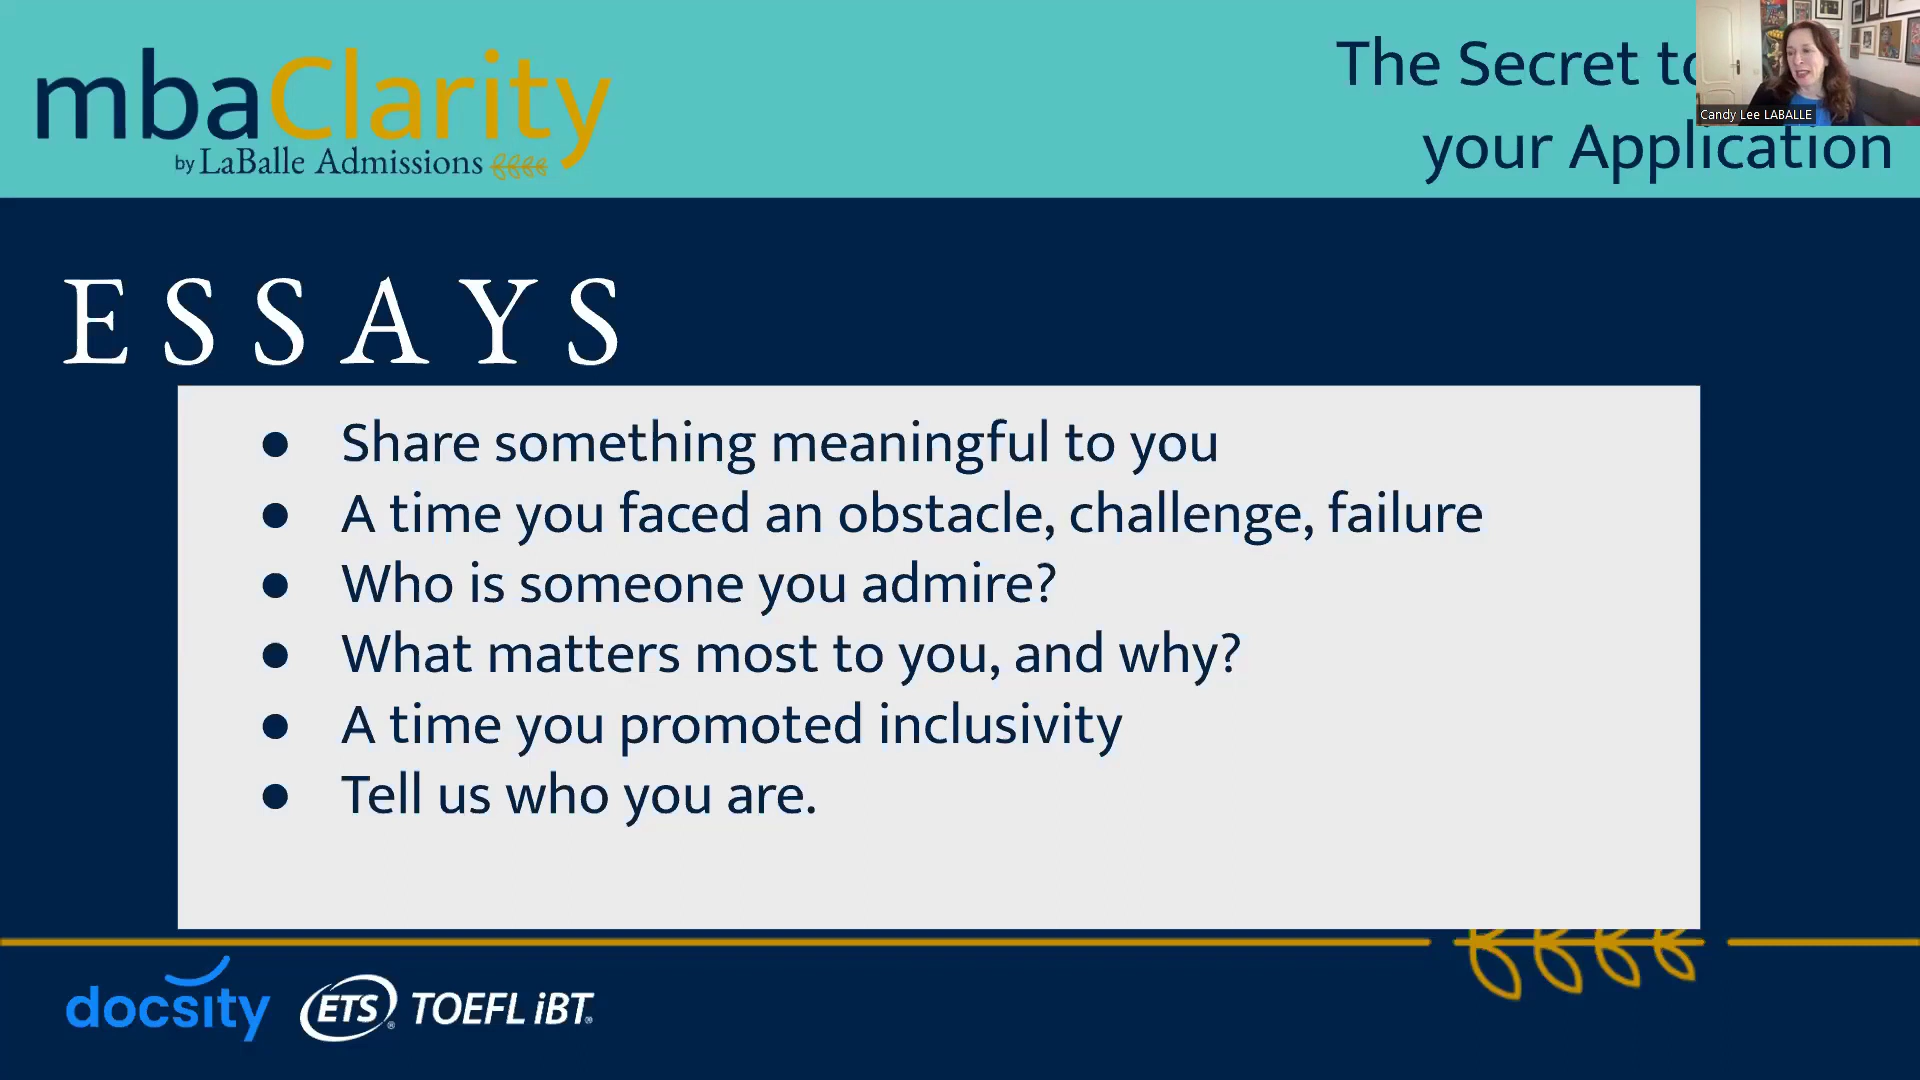 mbaClarity
by LaBalle Admissions
The Secret to
your Application
Candy Lee LABALLE
ESSAYS
● Share something meaningful to you
● A time you faced an obstacle, challenge, failure
● Who is someone you admire?
● What matters most to you, and why?
● A time you promoted inclusivity
● Tell us who you are.
docsity
ETS® TOEFL iBT®